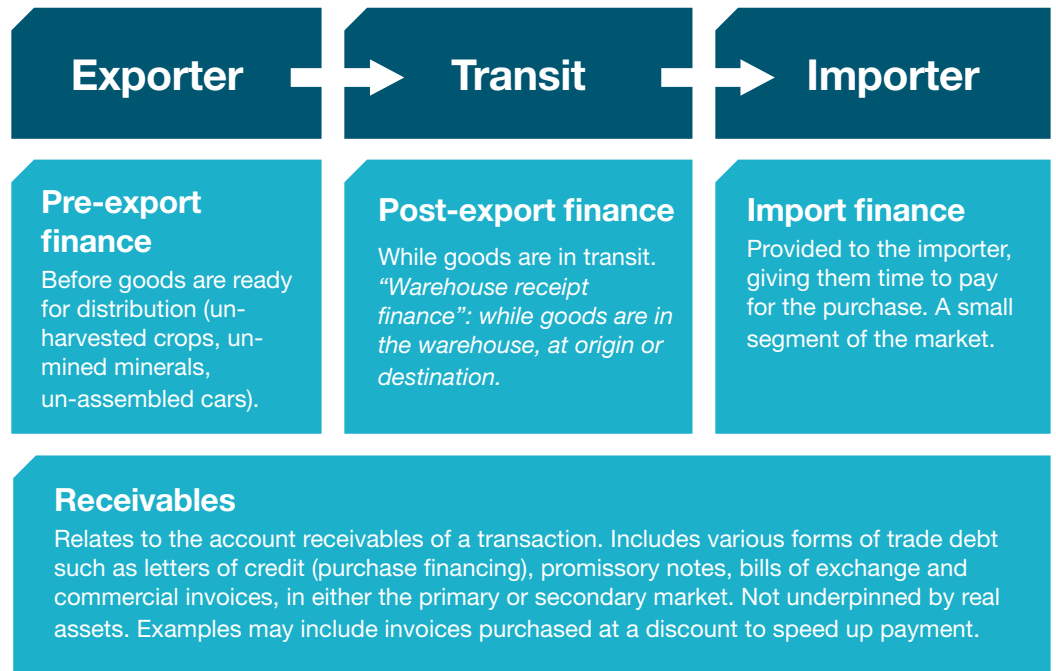 Exporter
Transit
Importer
Pre-export
finance
Before goods are ready
for distribution (un-
harvested crops, un-
mined minerals,
un-assembled cars).
Post-export finance
While goods are in transit.
“Warehouse receipt
finance”: while goods are in
the warehouse, at origin or
destination.
Import finance
Provided to the importer,
giving them time to pay
for the purchase. A small
segment of the market.
Receivables
Relates to the account receivables of a transaction. Includes various forms of trade debt
such as letters of credit (purchase financing), promissory notes, bills of exchange and
commercial invoices, in either the primary or secondary market. Not underpinned by real
assets. Examples may include invoices purchased at a discount to speed up payment.